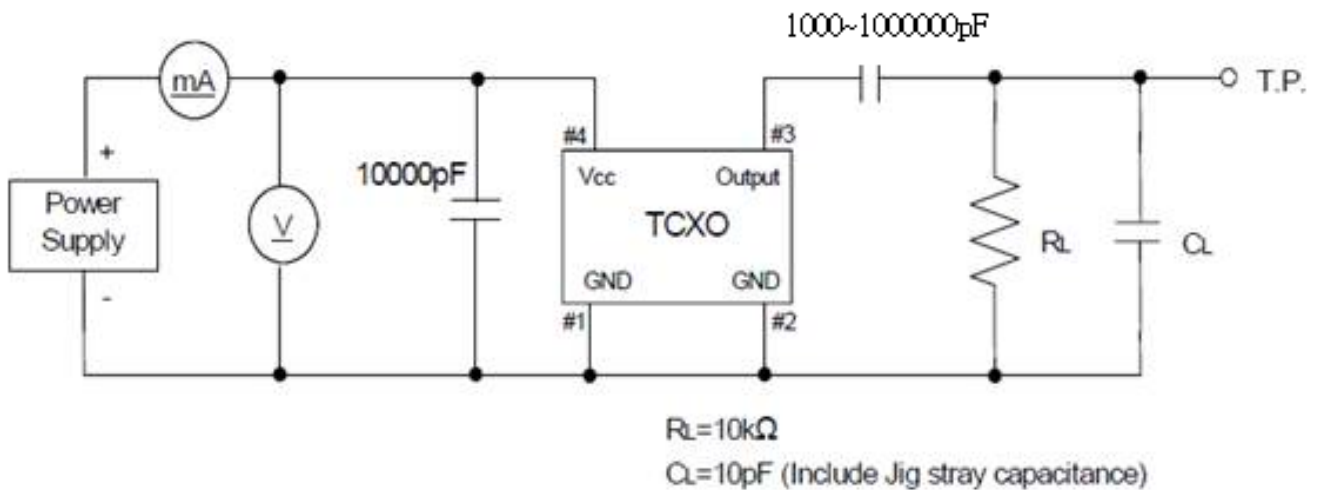 1000~1000000pF
mA
T.P.
#4
#3
+
10000pF
Vcc
Output
Power
Supply
V
TCXO
RL
CL
GND
GND
-
#1
#2
RL=10kΩ
CL=10pF (Include Jig stray capacitance)